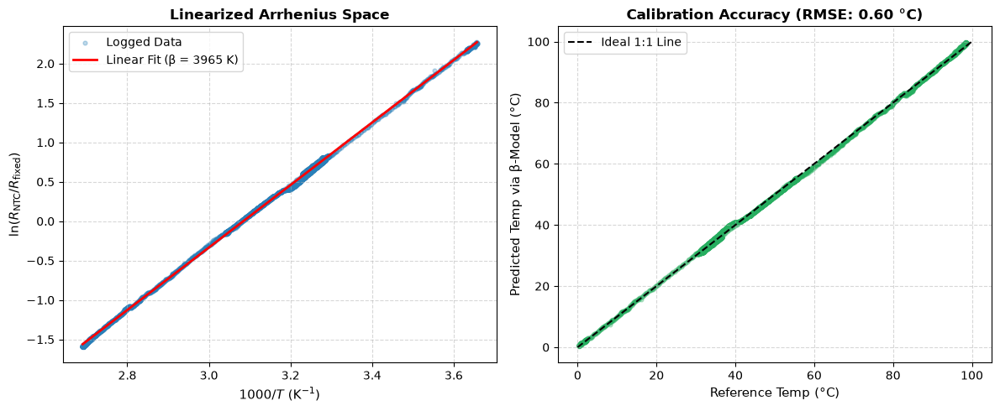 Linearized Arrhenius Space
Logged Data
Linear Fit (β = 3965 K)
2.0
1.5
1.0
0.5
0.0
−0.5
−1.0
−1.5
ln(R_NTC/R_fixed)
2.8 3.0 3.2 3.4 3.6
1000/T (K⁻¹)
Calibration Accuracy (RMSE: 0.60 °C)
Ideal 1:1 Line
100
80
60
40
20
0
Predicted Temp via β-Model (°C)
0 20 40 60 80 100
Reference Temp (°C)